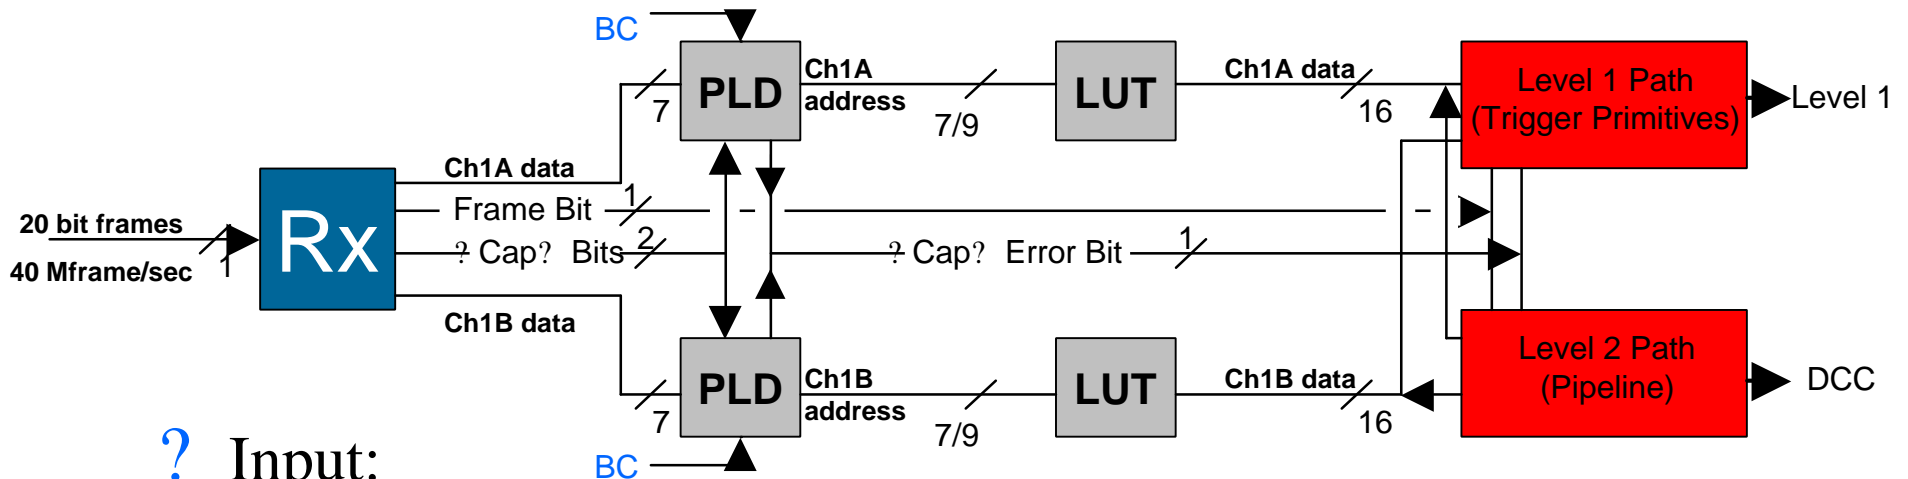 BC
PLD
Ch1A
address
7
7/9
LUT
Ch1A data
16
Level 1 Path
(Trigger Primitives)
Level 1
20 bit frames
40 Mframe/sec
1
Rx
Ch1A data
Frame Bit
1
? Cap? Bits
2
? Cap? Error Bit
1
Ch1B data
7
PLD
Ch1B
address
7/9
LUT
Ch1B data
16
Level 2 Path
(Pipeline)
DCC
BC
? Input: